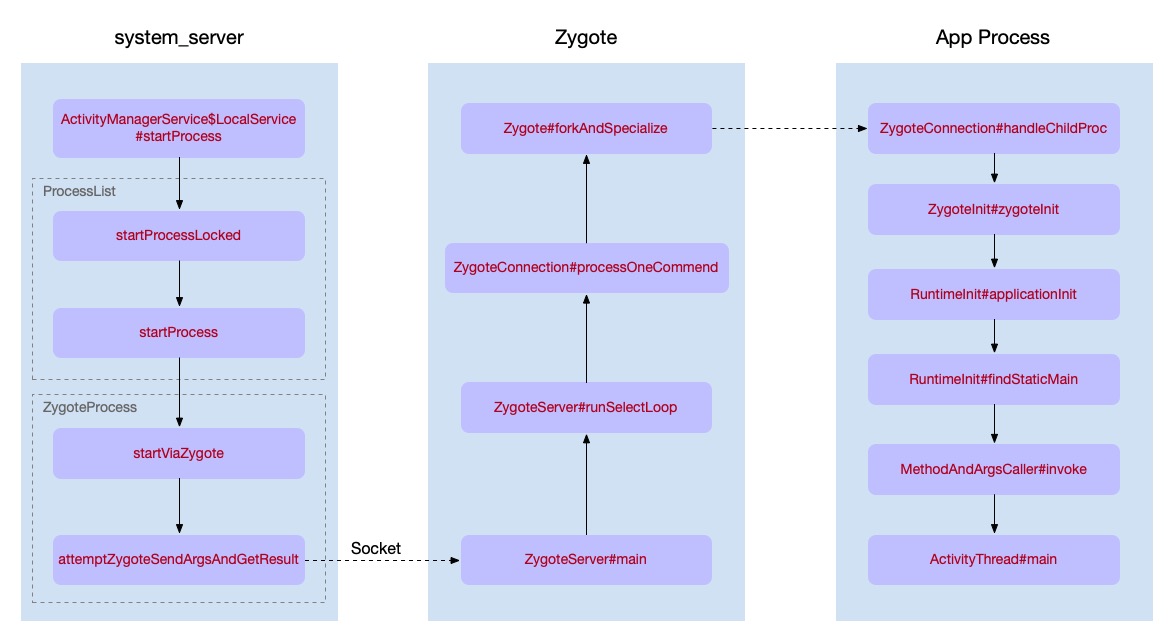 system_server
ActivityManagerService$LocalService
#startProcess
ProcessList
startProcessLocked
startProcess
ZygoteProcess
startViaZygote
attemptZygoteSendArgsAndGetResult
Socket
Zygote
Zygote#forkAndSpecialize
ZygoteConnection#processOneCommend
ZygoteServer#runSelectLoop
ZygoteServer#main
App Process
ZygoteConnection#handleChildProc
ZygoteInit#zygoteInit
RuntimeInit#applicationInit
RuntimeInit#findStaticMain
MethodAndArgsCaller#invoke
ActivityThread#main